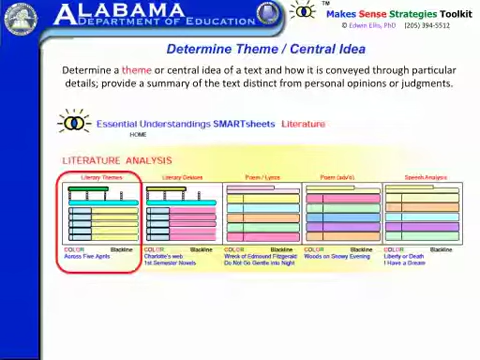 ALABAMA
DEPARTMENT OF EDUCATION
TM
Makes Sense Strategies Toolkit
© Edwin Ellis, PhD (205) 394-5512
Determine Theme / Central Idea
Determine a theme or central idea of a text and how it is conveyed through particular
details; provide a summary of the text distinct from personal opinions or judgments.
Essential Understandings SMARTsheets Literature
HOME
LITERATURE ANALYSIS
Literary Themes Literary Devices Poem / Lyrics Poem (adv's) Speech Analysis
COLOR Blackline COLOR Blackline COLOR Blackline COLOR Blackline COLOR Blackline
Across Five Aprils Charlotte's web Wreck of Edmund Fitzgerald Woods on Snowy Evening Liberty or Death
1st Semester Novels Do Not Go Gentle into Night I Have a Dream